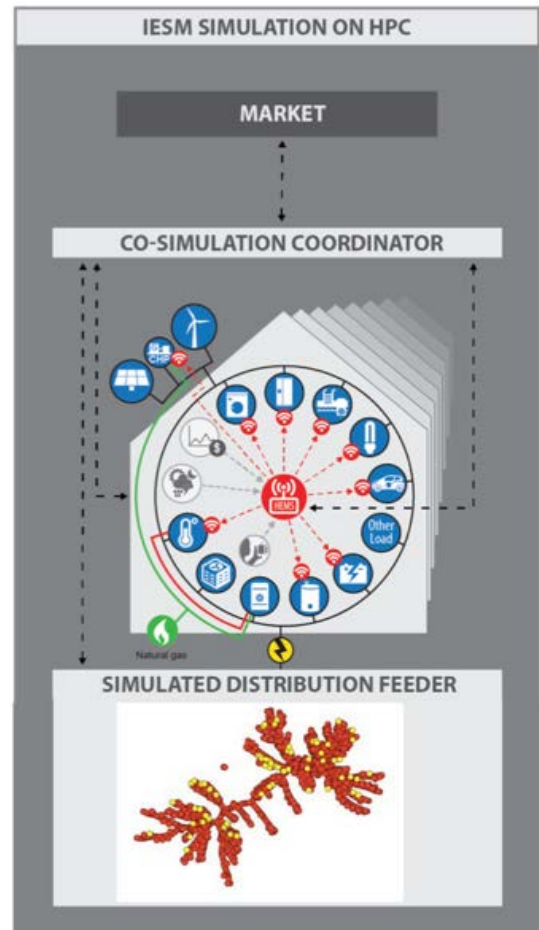 IESM SIMULATION ON HPC
MARKET
CO-SIMULATION COORDINATOR
CHP
$
HEMS
Other
Load
Natural gas
SIMULATED DISTRIBUTION FEEDER